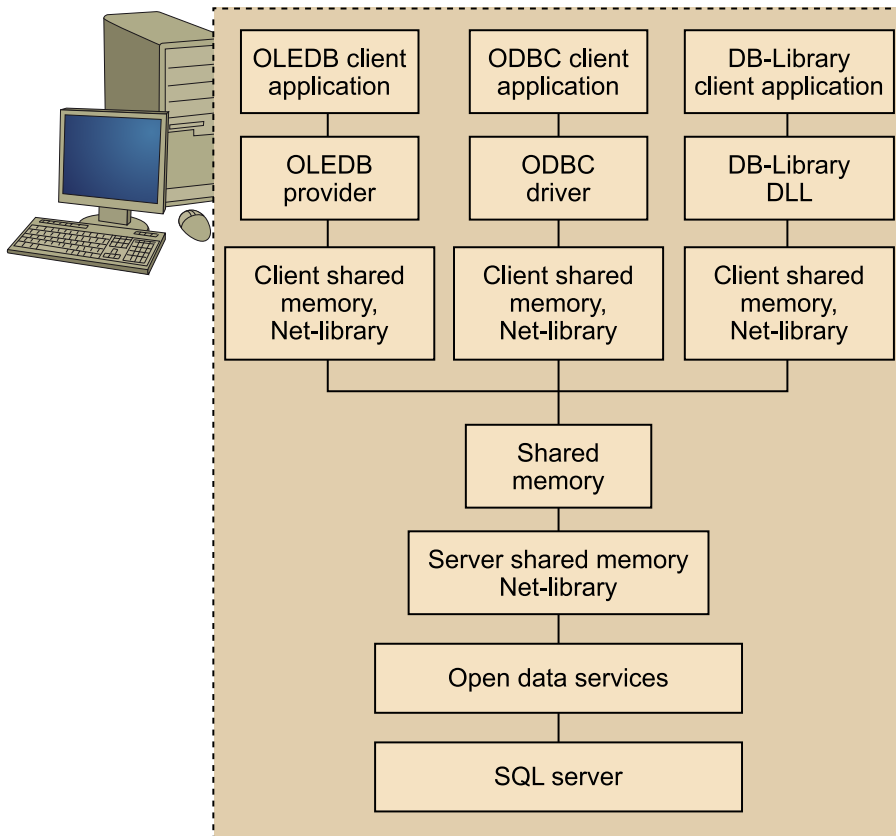 OLEDB client
application
ODBC client
application
DB-Library
client application
OLEDB
provider
ODBC
driver
DB-Library
DLL
Client shared
memory,
Net-library
Client shared
memory,
Net-library
Client shared
memory,
Net-library
Shared
memory
Server shared memory
Net-library
Open data services
SQL server